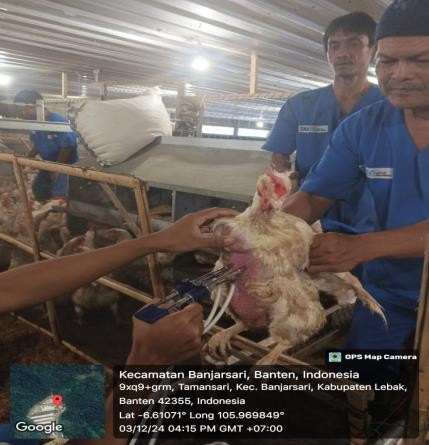 GPS Map Camera
Kecamatan Banjarsari, Banten, Indonesia
9xq9+grm, Tamansari, Kec. Banjarsari, Kabupaten Lebak,
Banten 42355, Indonesia
Lat -6.61071° Long 105.969849°
03/12/24 04:15 PM GMT +07:00
Google